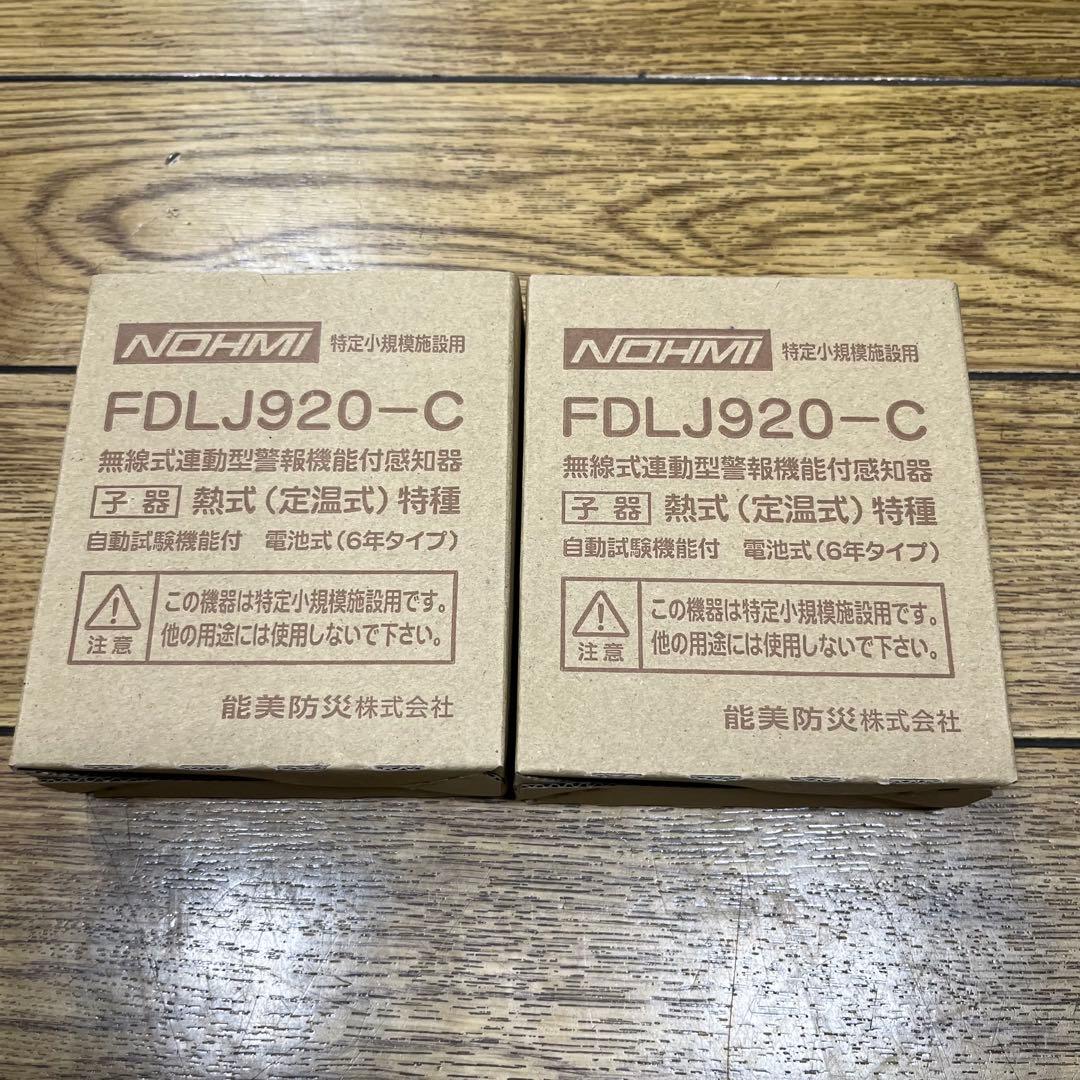 NOHMI 特定小規模施設用
FDLJ920-C
無線式連動型警報機能付感知器
子器 熱式(定温式)特種
自動試験機能付 電池式(6年タイプ)
注意
この機器は特定小規模施設用です。
他の用途には使用しないで下さい。
能美防災株式会社
NOHMI 特定小規模施設用
FDLJ920-C
無線式連動型警報機能付感知器
子器 熱式(定温式)特種
自動試験機能付 電池式(6年タイプ)
注意
この機器は特定小規模施設用です。
他の用途には使用しないで下さい。
能美防災株式会社